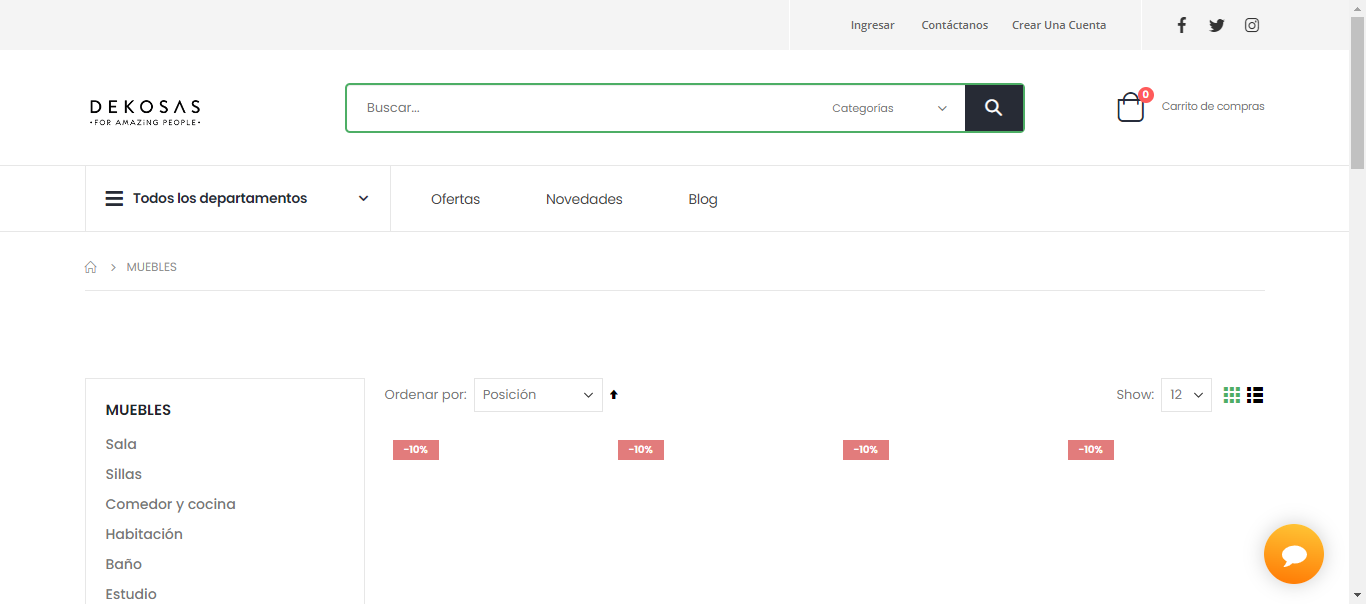 Ingresar Contáctanos Crear Una Cuenta
DEKOSAS
•FOR AMAZiNG PEOPLE•
Buscar... Categorias
0
Carrito de compras
Todos los departamentos Ofertas Novedades Blog
MUEBLES
MUEBLES
Sala
Sillas
Comedor y cocina
Habitación
Baño
Estudio
Ordenar por: Posición Show: 12
-10% -10% -10% -10%